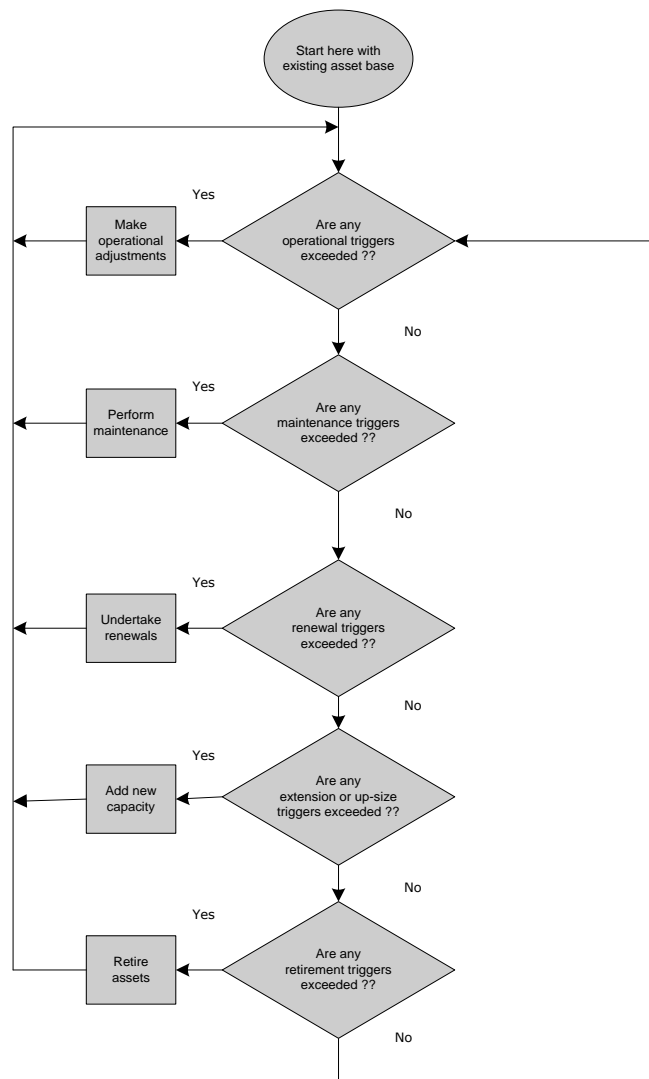 Start here with
existing asset base
Yes
Are any
operational triggers
exceeded ??
Make
operational
adjustments
No
Yes
Are any
maintenance triggers
exceeded ??
Perform
maintenance
No
Yes
Are any
renewal triggers
exceeded ??
Undertake
renewals
No
Yes
Are any
extension or up-size
triggers exceeded ??
Add new
capacity
No
Yes
Are any
retirement triggers
exceeded ??
Retire
assets
No